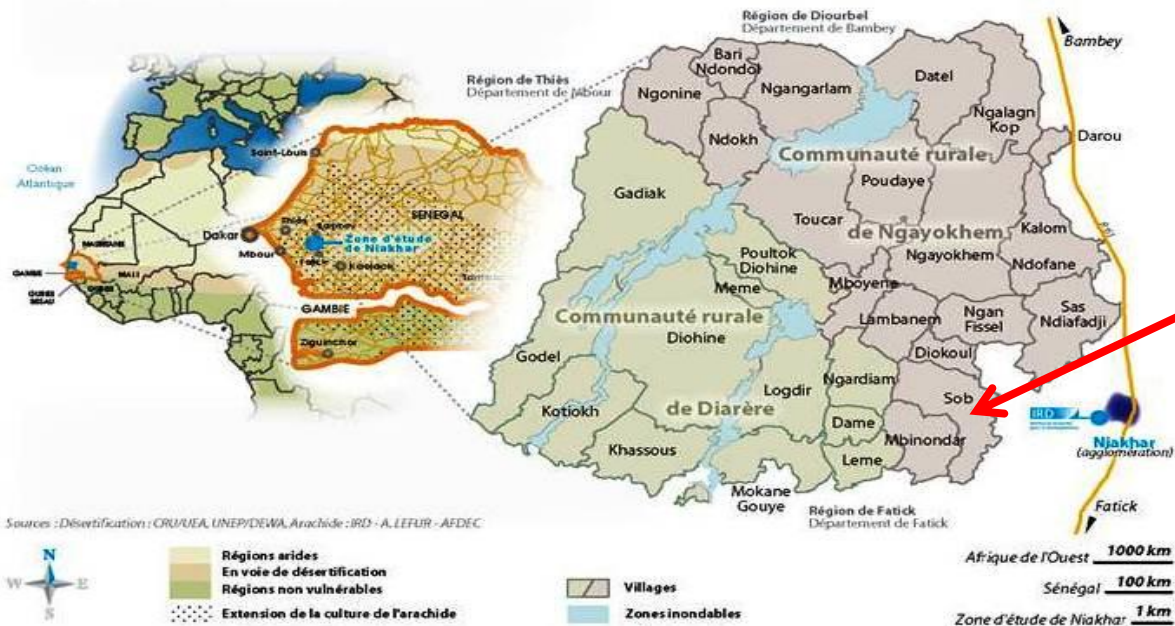 Région de Diourbel
Département de Bambey
Bambey
Région de Thiès
Département de Mbour
Bari
Ndondol
Ngonine
Ngangarlam
Datel
Ngalagn
Kop
Darou
Ndokh
Communauté rurale
de Ngayokhem
Gadiak
Poudaye
Toucar
Kalom
Ngayokhem
Ndofane
Poultok
Diohine
Meme
Mboyene
Lambanem
Ngan
Fissel
Sas
Ndiafadji
Communauté rurale
de Diarère
Diohine
Diokoul
Godel
Logdir
Ngardiam
Sob
Kotiokh
Dame
Mbinondar
Khassous
Leme
Mokane
Gouye
IRD
Niakhar
(agglomération)
Fatick
Région de Fatick
Département de Fatick
Océan
Atlantique
Saint-Louis
SENEGAL
Thiès
Dakar
Zone d'étude
de Niakhar
Mbour
Kaolack
GAMBIE
Ziguinchor
MALI
GAMBIE
Sources : Désertification : CRU/UEA, UNEP/DEWA, Arachide : IRD - A. LEFUR - AFDEC
N
W
E
S
Régions arides
En voie de désertification
Régions non vulnérables
Extension de la culture de l'arachide
Villages
Zones inondables
Afrique de l'Ouest 1000 km
Sénégal 100 km
Zone d'étude de Niakhar 1 km